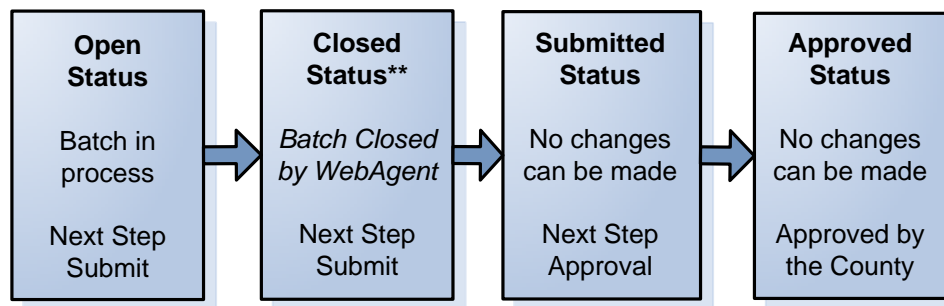 Open
Status
Batch in
process
Next Step
Submit
Closed
Status**
Batch Closed
by WebAgent
Next Step
Submit
Submitted
Status
No changes
can be made
Next Step
Approval
Approved
Status
No changes
can be made
Approved by
the County